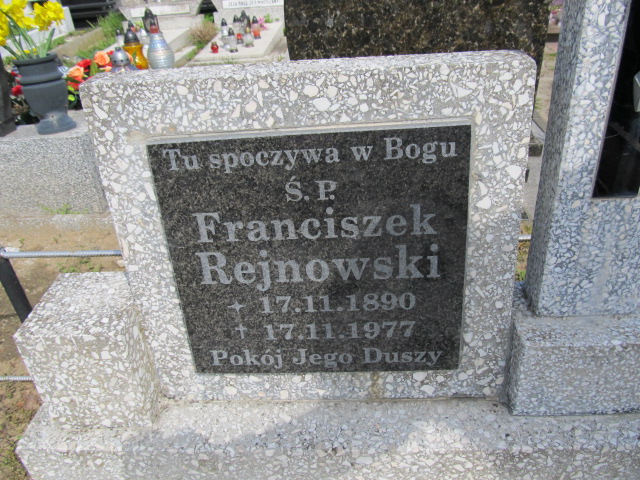 Tu spoczywa w Bogu
Ś.P.
Franciszek
Rejnowski
✦ 17.11.1890
† 17.11.1977
Pokój Jego Duszy